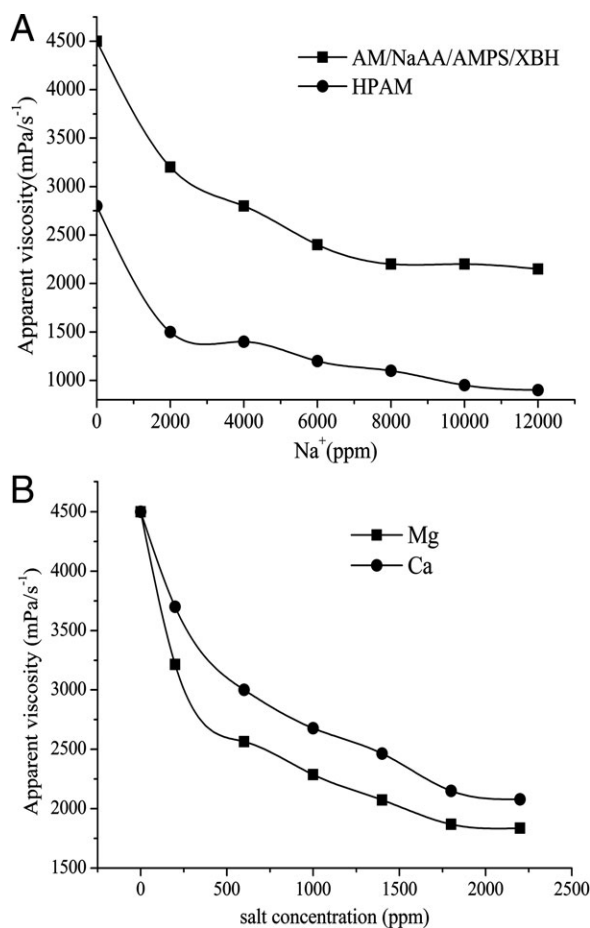 A
AM/NaAA/AMPS/XBH
HPAM
Apparent viscosity(mPa/s⁻¹)
4500
4000
3500
3000
2500
2000
1500
1000
0 2000 4000 6000 8000 10000 12000
Na⁺(ppm)
B
Mg
Ca
Apparent viscosity (mPa/s⁻¹)
4500
4000
3500
3000
2500
2000
1500
0 500 1000 1500 2000 2500
salt concentration (ppm)